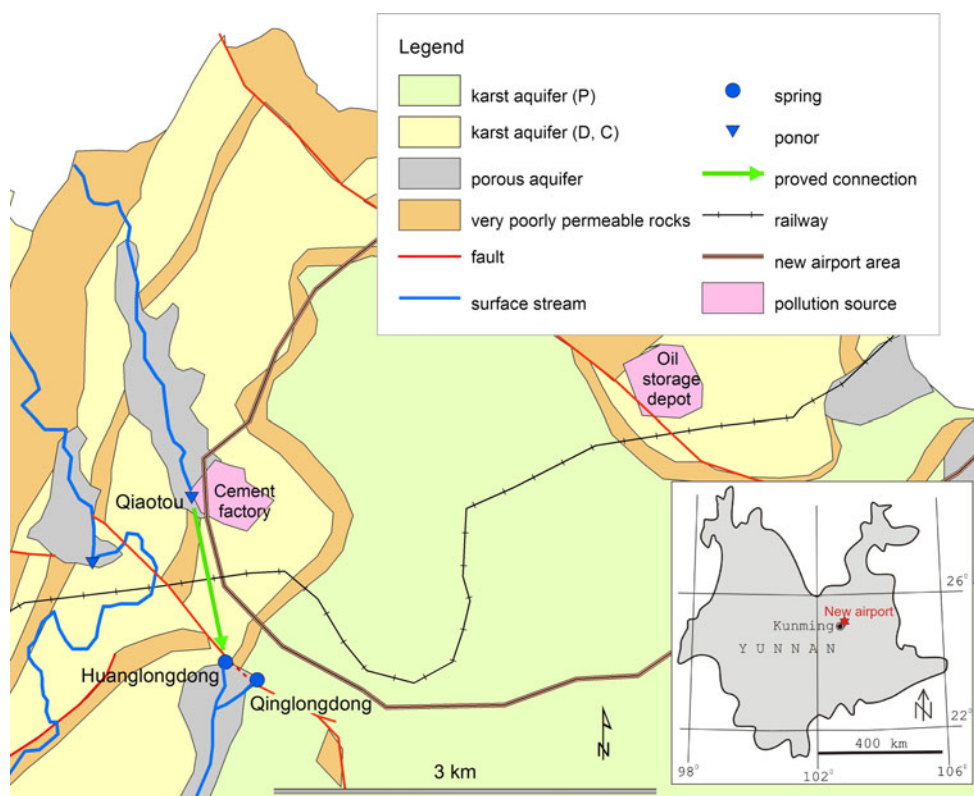 Legend
karst aquifer (P)
karst aquifer (D, C)
porous aquifer
very poorly permeable rocks
fault
surface stream
spring
ponor
proved connection
railway
new airport area
pollution source
Oil
storage
depot
Qiaotou
Cement
factory
Huanglongdong
Qinglongdong
N
3 km
26°
New airport
Kunming
YUNNAN
N
22°
400 km
98°
102°
106°